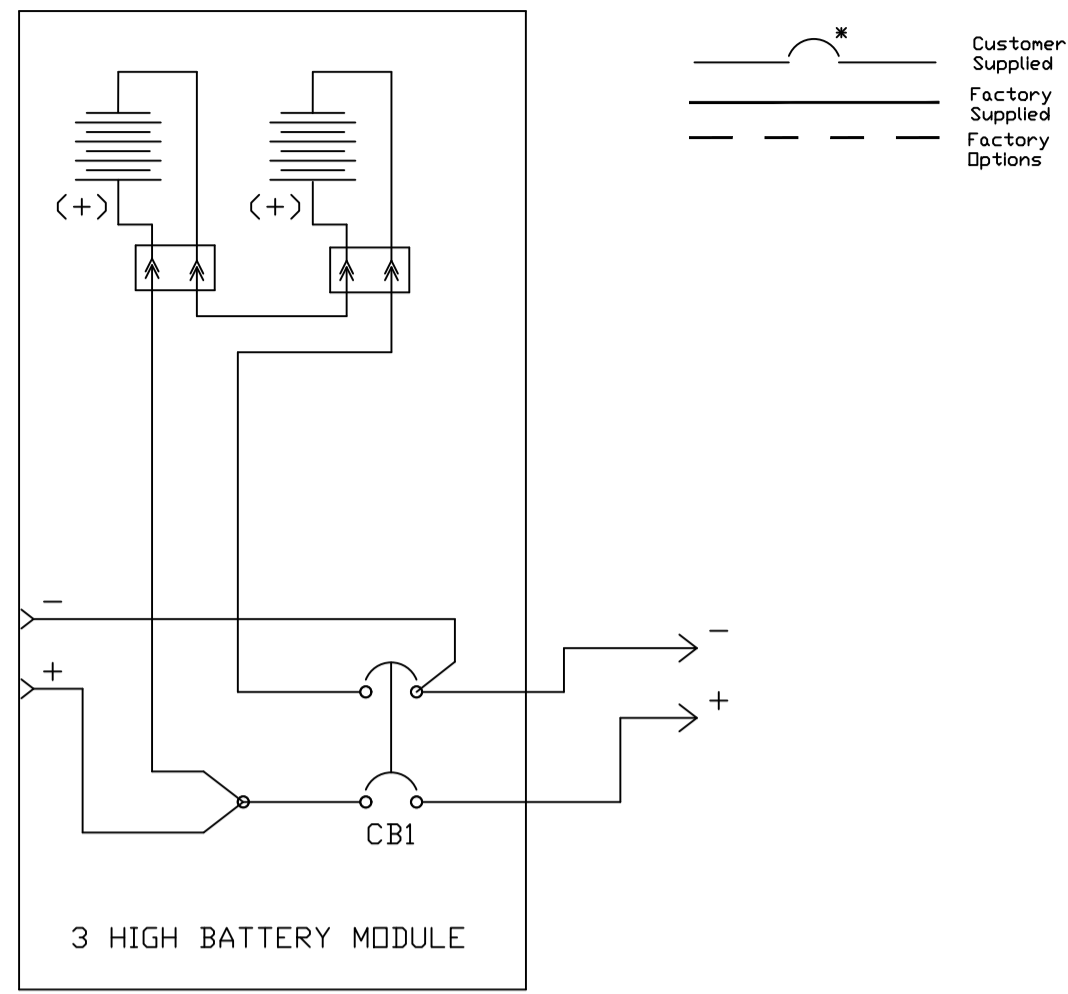 *
Customer
Supplied
Factory
Supplied
Factory
Options
(+)
(+)
−
+
−
+
CB1
3 HIGH BATTERY MODULE